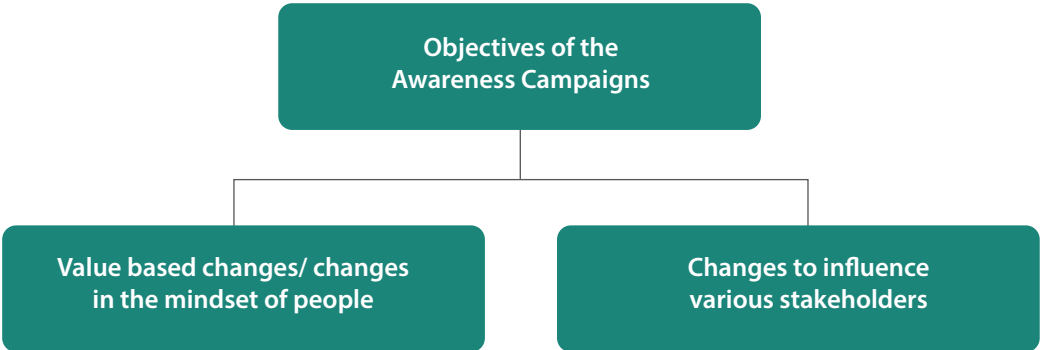 Objectives of the
Awareness Campaigns
Value based changes/ changes
in the mindset of people
Changes to influence
various stakeholders